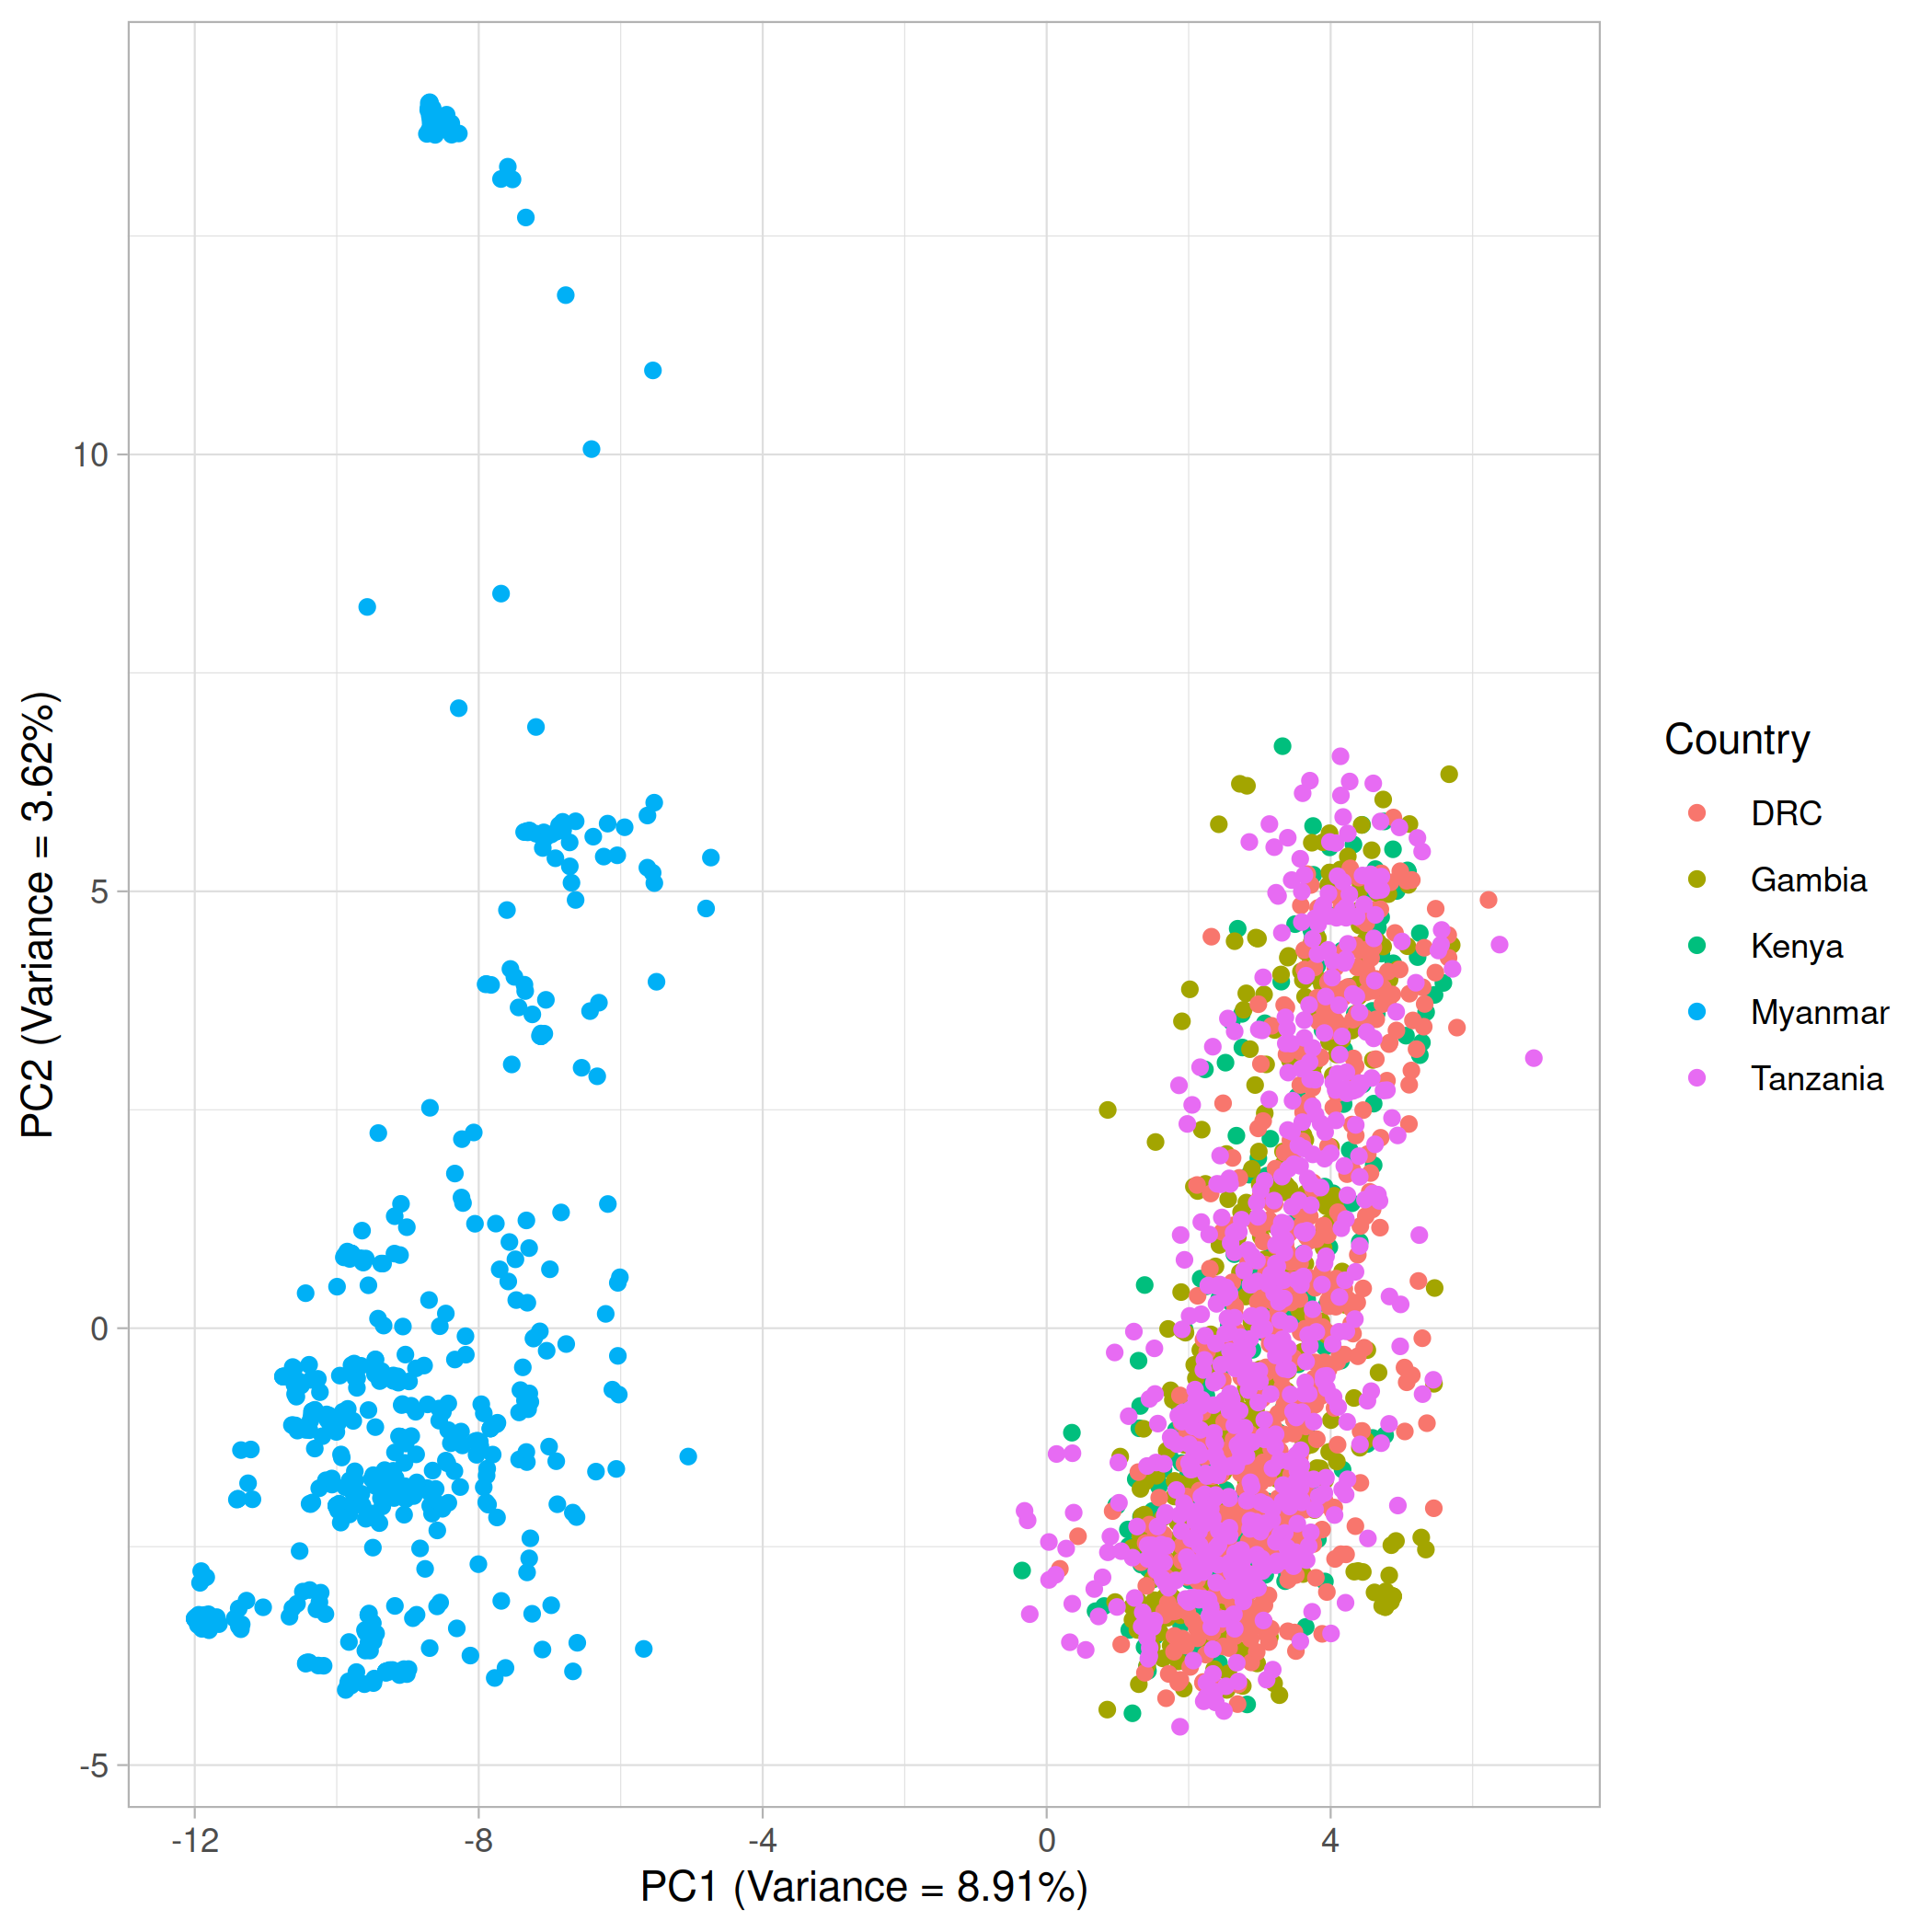 10
5
0
-5
PC2 (Variance = 3.62%)
-12
-8
-4
0
4
PC1 (Variance = 8.91%)
Country
DRC
Gambia
Kenya
Myanmar
Tanzania